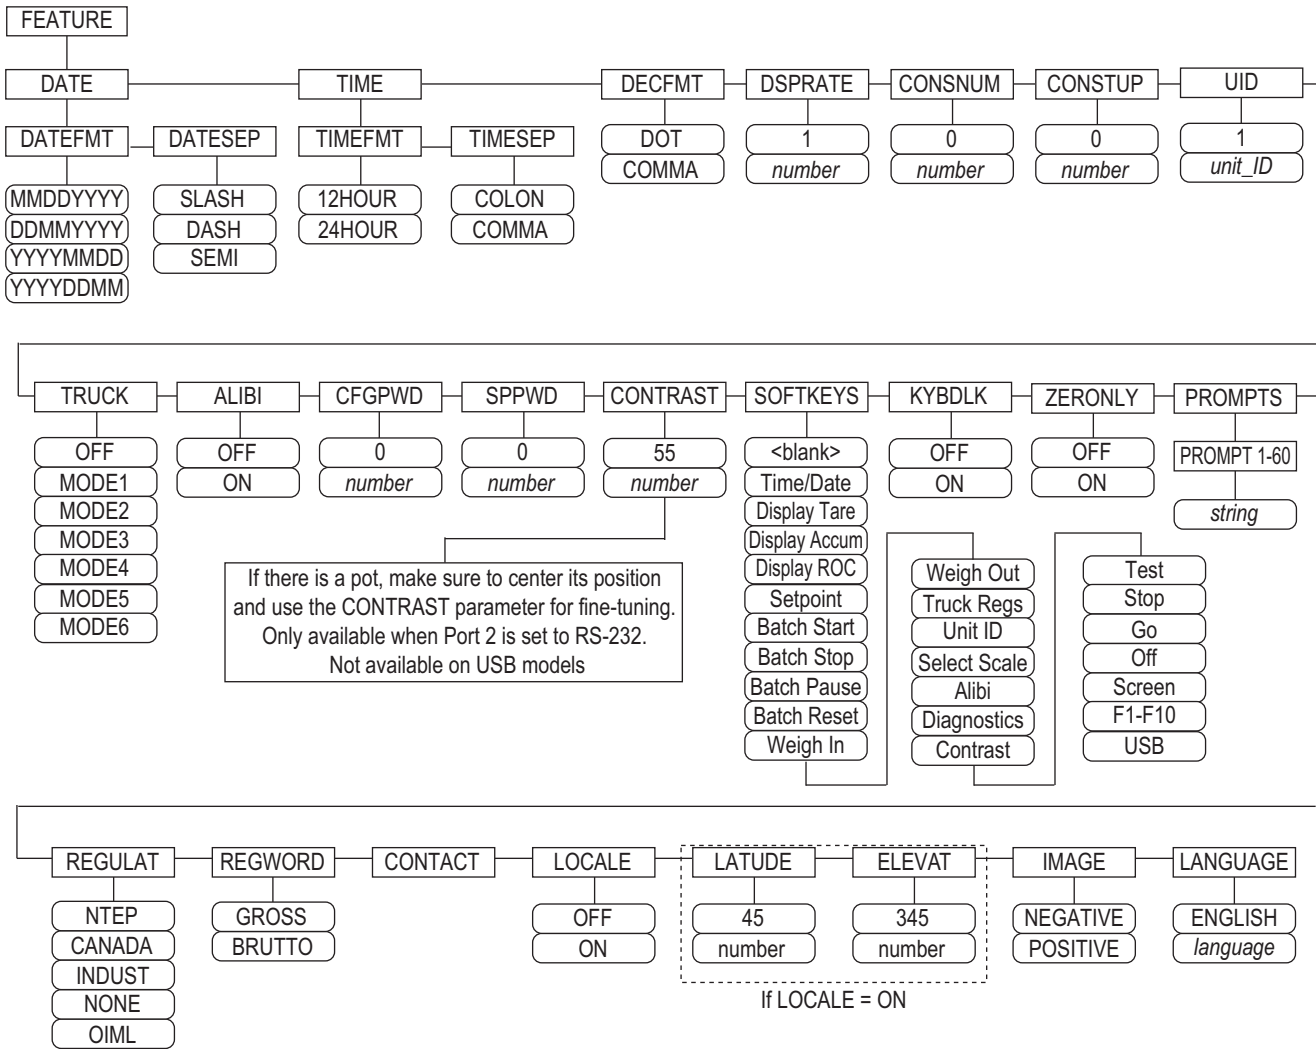 FEATURE
DATE
TIME
DECFMT
DSPRATE
CONSNUM
CONSTUP
UID
DATEFMT
DATESEP
TIMEFMT
TIMESEP
DOT
COMMA
1
number
0
number
0
number
1
unit_ID
MMDDYYYY
DDMMYYYY
YYYYMMDD
YYYYDDMM
SLASH
DASH
SEMI
12HOUR
24HOUR
COLON
COMMA
TRUCK
ALIBI
CFGPWD
SPPWD
CONTRAST
SOFTKEYS
KYBDLK
ZERONLY
PROMPTS
OFF
MODE1
MODE2
MODE3
MODE4
MODE5
MODE6
OFF
ON
0
number
0
number
55
number
If there is a pot, make sure to center its position
and use the CONTRAST parameter for fine-tuning.
Only available when Port 2 is set to RS-232.
Not available on USB models
<blank>
Time/Date
Display Tare
Display Accum
Display ROC
Setpoint
Batch Start
Batch Stop
Batch Pause
Batch Reset
Weigh In
Weigh Out
Truck Regs
Unit ID
Select Scale
Alibi
Diagnostics
Contrast
Test
Stop
Go
Off
Screen
F1-F10
USB
OFF
ON
OFF
ON
PROMPT 1-60
string
REGULAT
REGWORD
CONTACT
LOCALE
LATUDE
ELEVAT
IMAGE
LANGUAGE
NTEP
CANADA
INDUST
NONE
OIML
GROSS
BRUTTO
OFF
ON
45
number
345
number
If LOCALE = ON
NEGATIVE
POSITIVE
ENGLISH
language